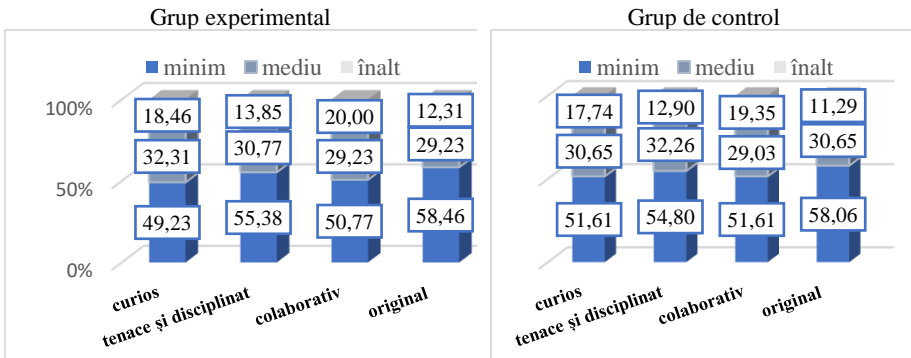 Grup experimental
minim mediu înalt
100%
50%
0%
18,46 13,85 20,00 12,31
32,31 30,77 29,23 29,23
49,23 55,38 50,77 58,46
curios
tenace și disciplinat
colaborativ
original
Grup de control
minim mediu înalt
17,74 12,90 19,35 11,29
30,65 32,26 29,03 30,65
51,61 54,80 51,61 58,06
curios
tenace și disciplinat
colaborativ
original